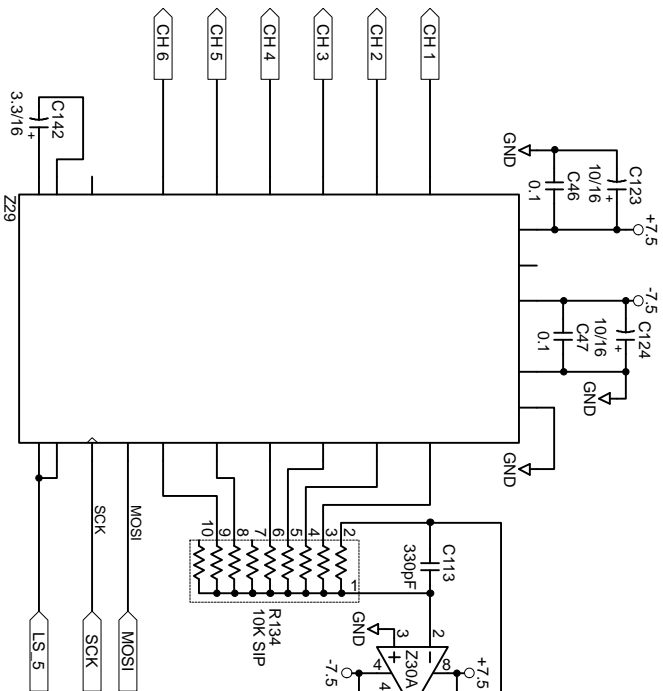 CH 6
CH 5
CH 4
CH 3
CH 2
CH 1
C142
3.3/16
+
GND
C123
10/16
+
C46
0.1
+7.5
-7.5
C124
10/16
+
C47
0.1
GND
GND
Z29
MOSI
SCK
LS_5
SCK
MOSI
10
9
8
7
6
5
4
3
2
1
R134
10K SIP
C113
330pF
GND
3
2
+
-
Z30A
8
4
4
+7.5
-7.5